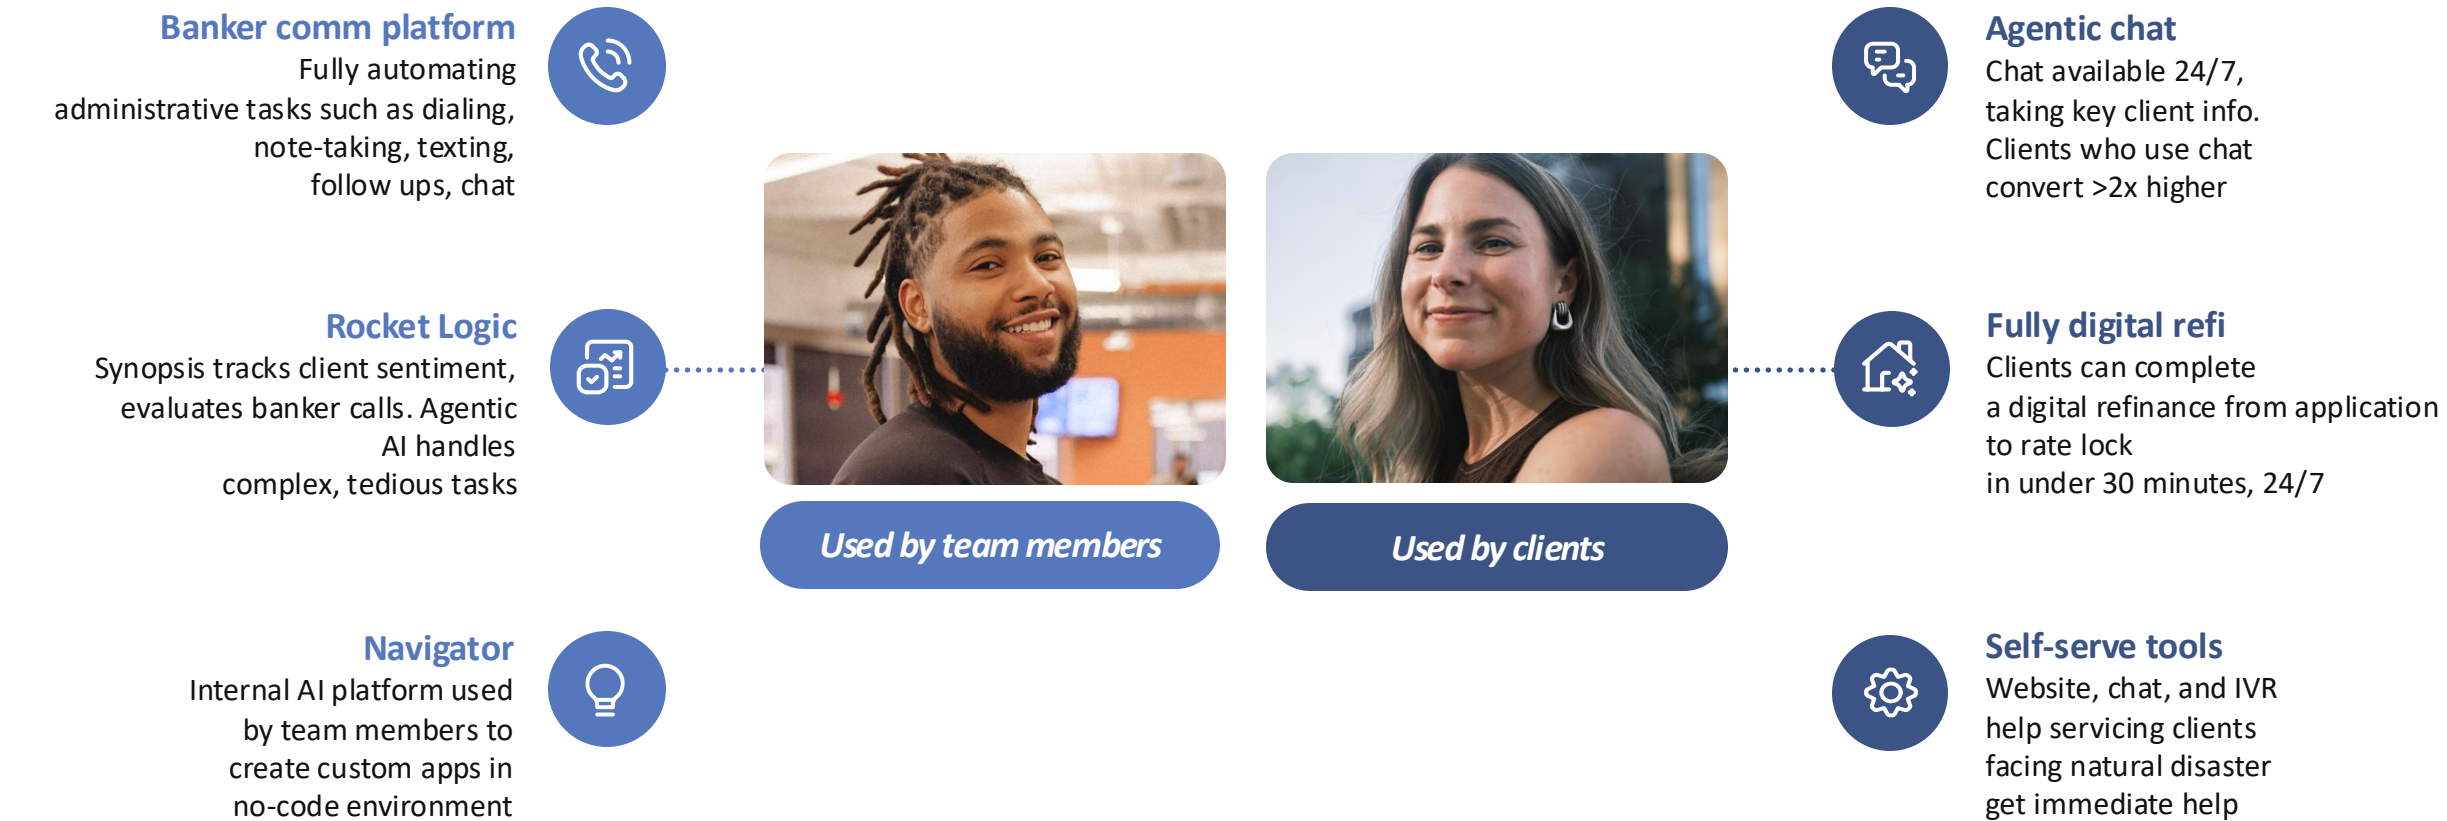 Banker comm platform
Fully automating
administrative tasks such as dialing,
note-taking, texting,
follow ups, chat
Rocket Logic
Synopsis tracks client sentiment,
evaluates banker calls. Agentic
AI handles
complex, tedious tasks
Navigator
Internal AI platform used
by team members to
create custom apps in
no-code environment
Used by team members
Used by clients
Agentic chat
Chat available 24/7,
taking key client info.
Clients who use chat
convert >2x higher
Fully digital refi
Clients can complete
a digital refinance from application
to rate lock
in under 30 minutes, 24/7
Self-serve tools
Website, chat, and IVR
help servicing clients
facing natural disaster
get immediate help